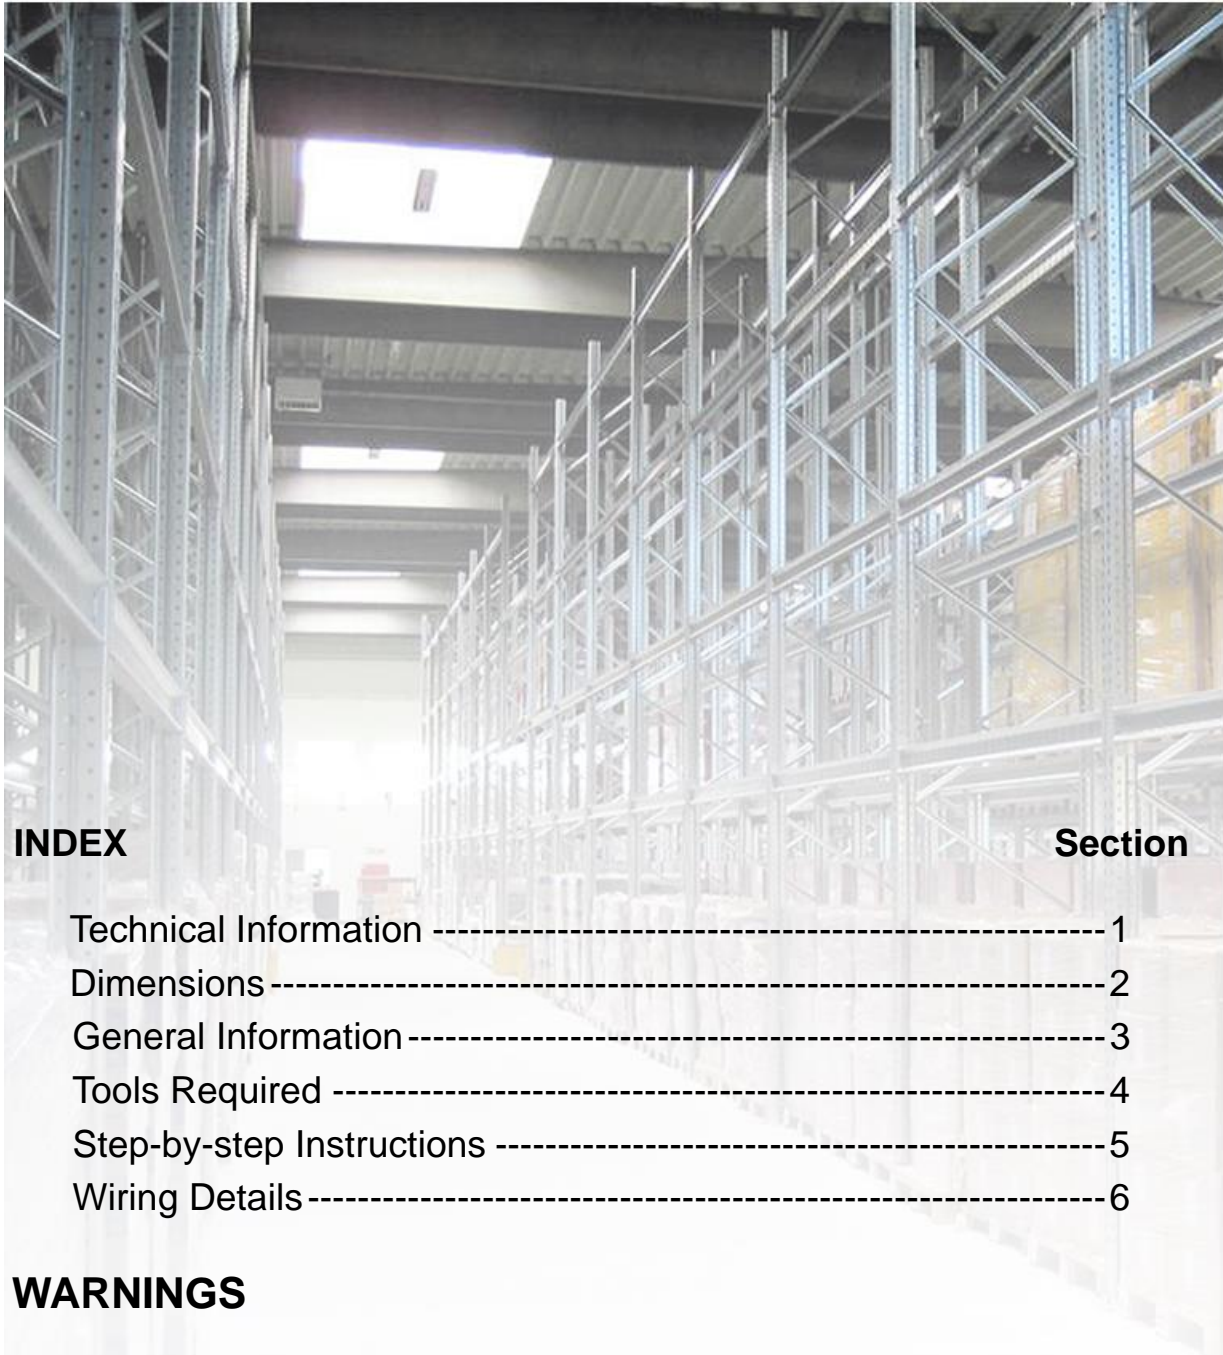 INDEX Section
Technical Information ------------------------------------------------------1
Dimensions-------------------------------------------------------------------2
General Information--------------------------------------------------------3
Tools Required --------------------------------------------------------------4
Step-by-step Instructions -------------------------------------------------5
Wiring Details----------------------------------------------------------------6
WARNINGS